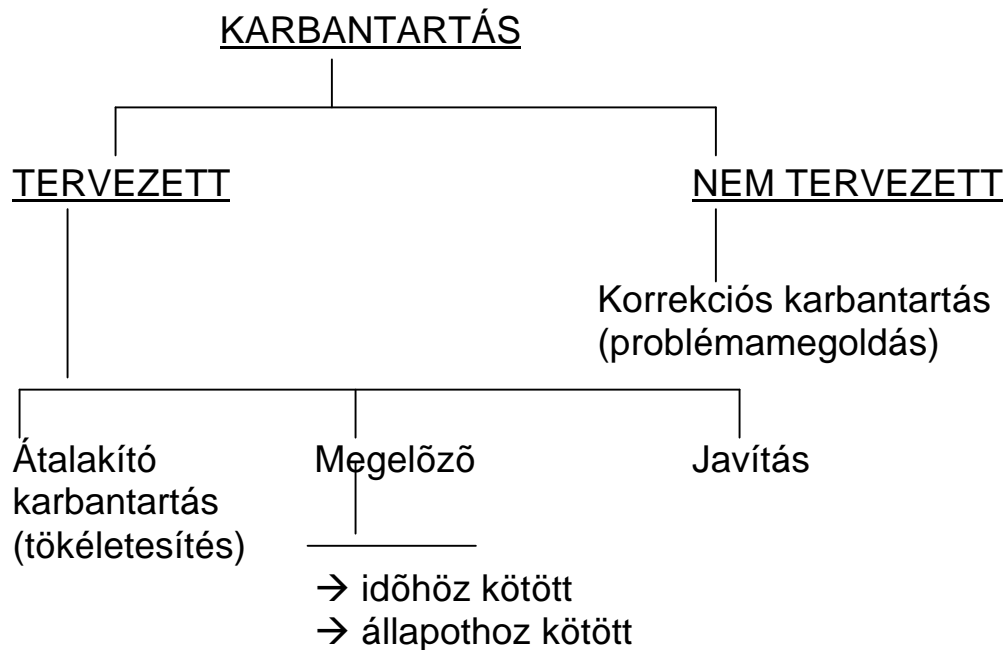 KARBANTARTÁS
TERVEZETT
NEM TERVEZETT
Korrekciós karbantartás
(problémamegoldás)
Átalakító
karbantartás
(tökéletesítés)
Megelõzõ
Javítás
→ idõhöz kötött
→ állapothoz kötött